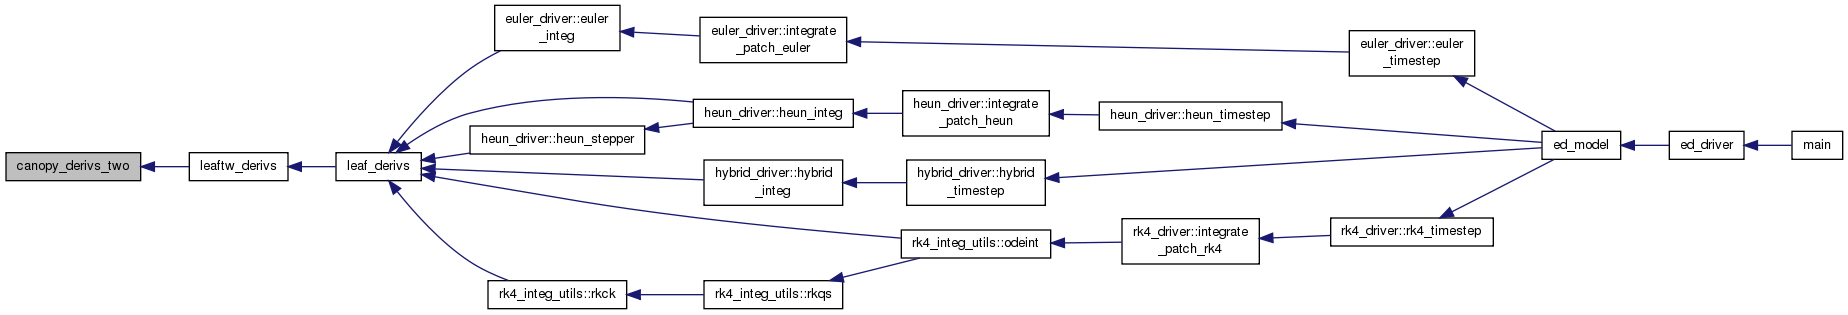 canopy_derivs_two
leaftw_derivs
leaf_derivs
euler_driver::euler
_integ
euler_driver::integrate
_patch_euler
euler_driver::euler
_timestep
heun_driver::heun_integ
heun_driver::integrate
_patch_heun
heun_driver::heun_timestep
heun_driver::heun_stepper
hybrid_driver::hybrid
_integ
hybrid_driver::hybrid
_timestep
rk4_integ_utils::odeint
rk4_driver::integrate
_patch_rk4
rk4_driver::rk4_timestep
rk4_integ_utils::rkck
rk4_integ_utils::rkqs
ed_model
ed_driver
main